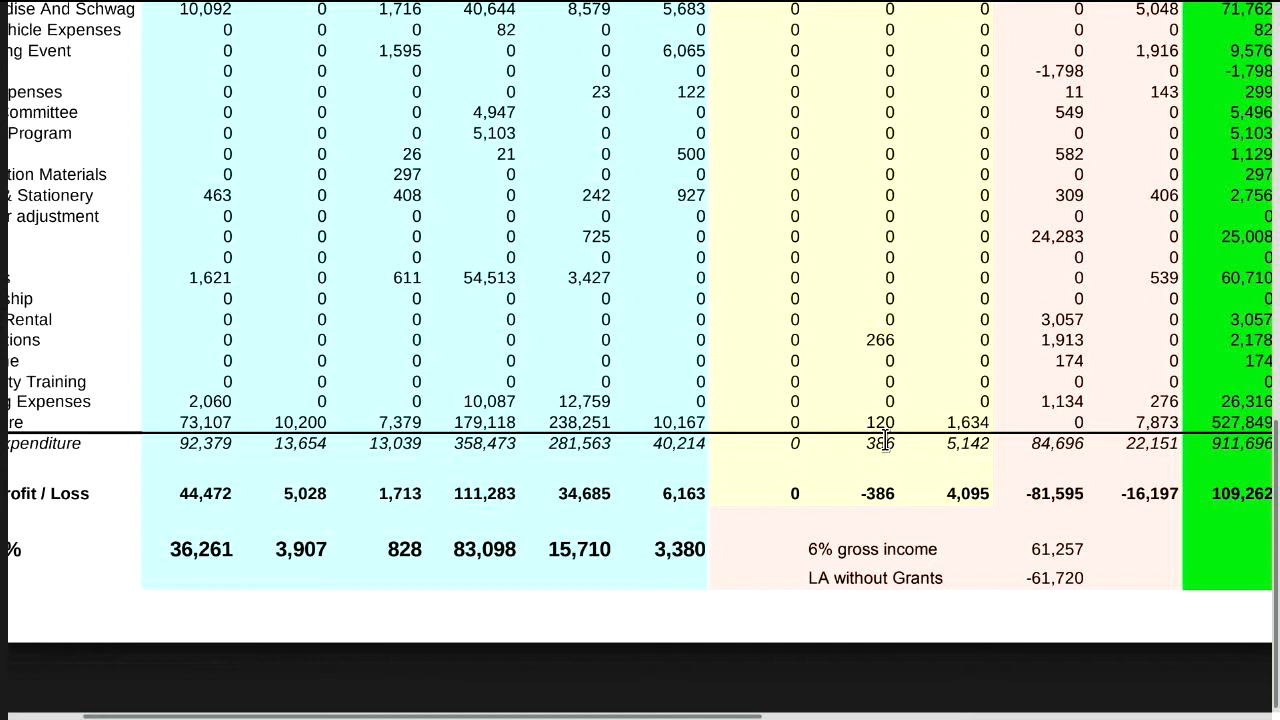 dise And Schwag 10,092 0 1,716 40,644 8,579 5,683 0 0 0 0 5,048 71,762
hicle Expenses 0 0 0 82 0 0 0 0 0 0 0 82
ng Event 0 0 1,595 0 0 6,065 0 0 0 0 1,916 9,576
0 0 0 0 0 0 0 0 0 -1,798 0 -1,798
penses 0 0 0 0 23 122 0 0 0 11 143 299
ommittee 0 0 0 4,947 0 0 0 0 0 549 0 5,496
Program 0 0 0 5,103 0 0 0 0 0 0 0 5,103
0 0 26 21 0 500 0 0 0 582 0 1,129
tion Materials 0 0 297 0 0 0 0 0 0 0 0 297
& Stationery 463 0 408 0 242 927 0 0 0 309 406 2,756
r adjustment 0 0 0 0 0 0 0 0 0 0 0 0
0 0 0 0 725 0 0 0 0 24,283 0 25,008
0 0 0 0 0 0 0 0 0 0 0 0
s 1,621 0 611 54,513 3,427 0 0 0 0 0 539 60,710
ship 0 0 0 0 0 0 0 0 0 0 0 0
Rental 0 0 0 0 0 0 0 0 0 3,057 0 3,057
tions 0 0 0 0 0 0 0 266 0 1,913 0 2,178
e 0 0 0 0 0 0 0 0 0 174 0 174
ty Training 0 0 0 0 0 0 0 0 0 0 0 0
g Expenses 2,060 0 0 10,087 12,759 0 0 0 0 1,134 276 26,316
re 73,107 10,200 7,379 179,118 238,251 10,167 0 120 1,634 0 7,873 527,849
xpenditure 92,379 13,654 13,039 358,473 281,563 40,214 0 386 5,142 84,696 22,151 911,696
rofit / Loss 44,472 5,028 1,713 111,283 34,685 6,163 0 -386 4,095 -81,595 -16,197 109,262
% 36,261 3,907 828 83,098 15,710 3,380 6% gross income 61,257
LA without Grants -61,720